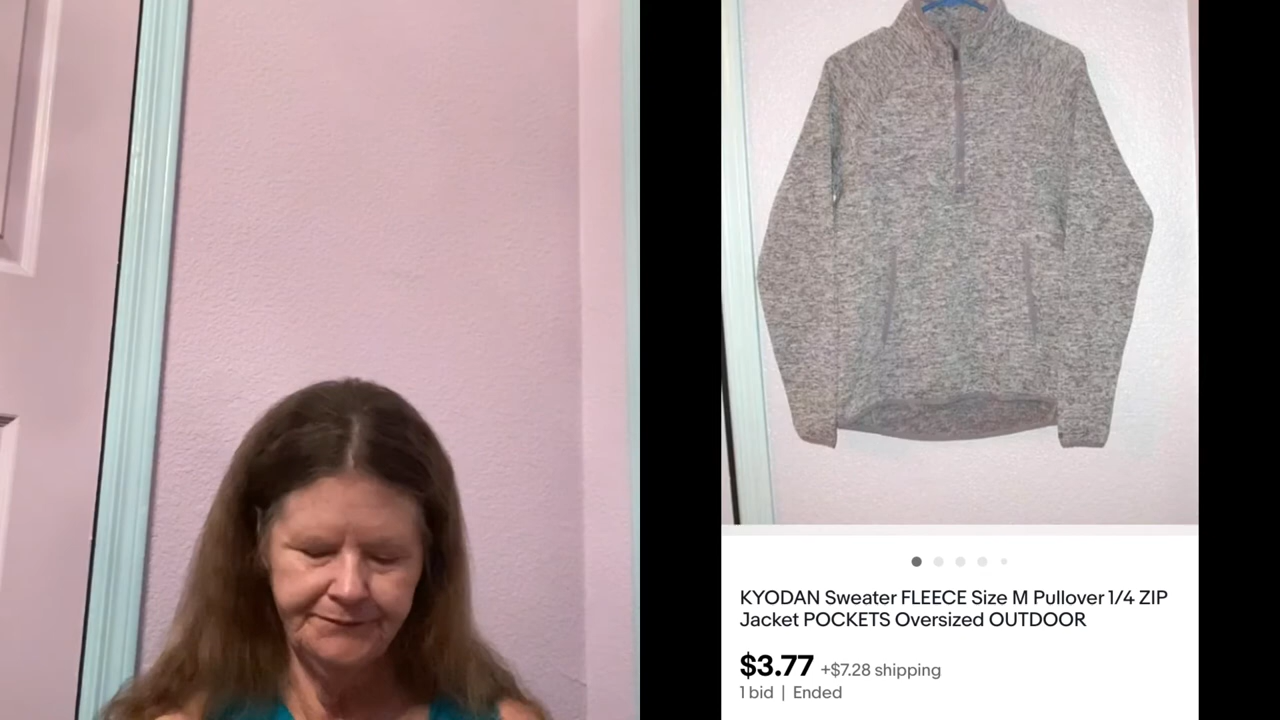 KYODAN Sweater FLEECE Size M Pullover 1/4 ZIP
Jacket POCKETS Oversized OUTDOOR
$3.77 +$7.28 shipping
1 bid | Ended